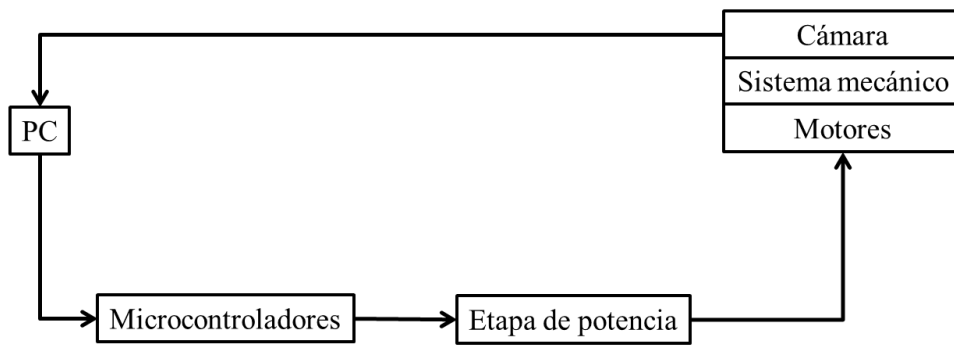 Cámara
Sistema mecánico
PC
Motores
Microcontroladores
Etapa de potencia